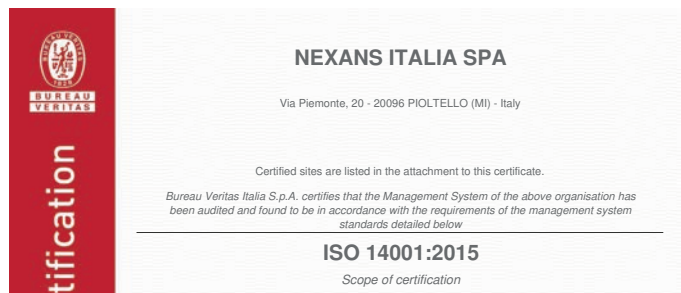 BUREAU
VERITAS
tification
NEXANS ITALIA SPA
Via Piemonte, 20 - 20096 PIOLTELLO (MI) - Italy
Certified sites are listed in the attachment to this certificate.
Bureau Veritas Italia S.p.A. certifies that the Management System of the above organisation has
been audited and found to be in accordance with the requirements of the management system
standards detailed below
ISO 14001:2015
Scope of certification